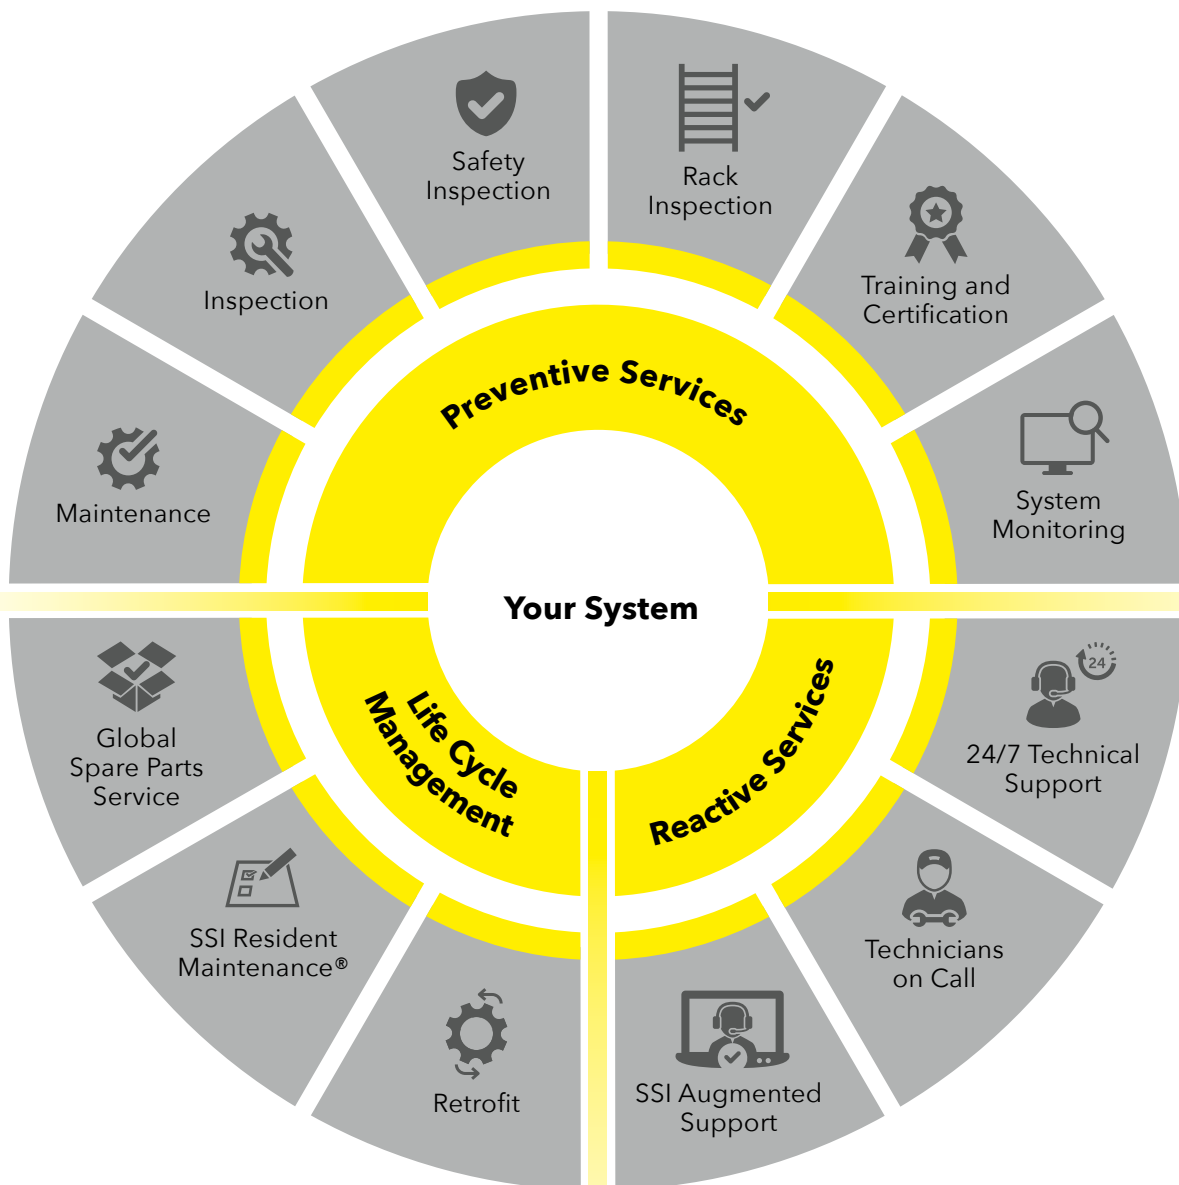 Safety
Inspection
Rack
Inspection
Training and
Certification
System
Monitoring
24/7 Technical
Support
24
Technicians
on Call
SSI Augmented
Support
Retrofit
SSI Resident
Maintenance®
Global
Spare Parts
Service
Maintenance
Inspection
Preventive Services
Your System
Reactive Services
Life Cycle
Management